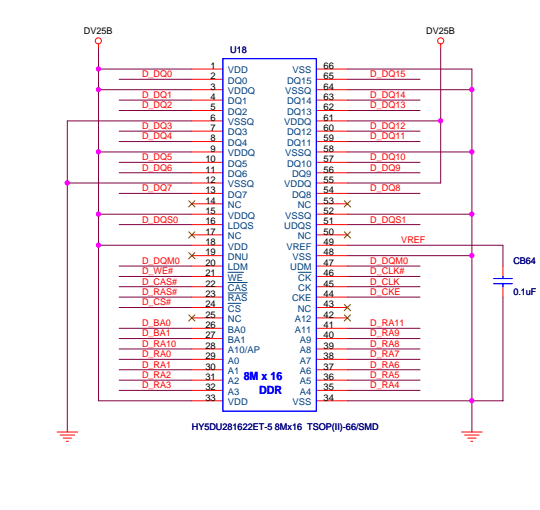 DV25B
DV25B
U18
1 VDD VSS 66
D_DQ0 2 DQ0 DQ15 65 D_DQ15
3 VDDQ VSSQ 64
D_DQ1 4 DQ1 DQ14 63 D_DQ14
D_DQ2 5 DQ2 DQ13 62 D_DQ13
6 VSSQ VDDQ 61
D_DQ3 7 DQ3 DQ12 60 D_DQ12
D_DQ4 8 DQ4 DQ11 59 D_DQ11
9 VDDQ VSSQ 58
D_DQ5 10 DQ5 DQ10 57 D_DQ10
D_DQ6 11 DQ6 DQ9 56 D_DQ9
12 VSSQ VDDQ 55
D_DQ7 13 DQ7 DQ8 54 D_DQ8
14 NC NC 53
15 VDDQ VSSQ 52
D_DQS0 16 LDQS UDQS 51 D_DQS1
17 NC NC 50
18 VDD VREF 49 VREF
19 DNU VSS 48
D_DQM0 20 LDM UDM 47 D_DQM0
D_WE# 21 WE CK 46 D_CLK#
D_CAS# 22 CAS CK 45 D_CLK
D_RAS# 23 RAS CKE 44 D_CKE
D_CS# 24 CS NC 43
25 NC A12 42
D_BA0 26 BA0 A11 41 D_RA11
D_BA1 27 BA1 A9 40 D_RA9
D_RA10 28 A10/AP A8 39 D_RA8
D_RA0 29 A0 A7 38 D_RA7
D_RA1 30 A1 A6 37 D_RA6
D_RA2 31 A2 A5 36 D_RA5
D_RA3 32 A3 A4 35 D_RA4
33 VDD VSS 34
8M x 16
DDR
CB64
0.1uF
HY5DU281622ET-5 8Mx16 TSOP(II)-66/SMD